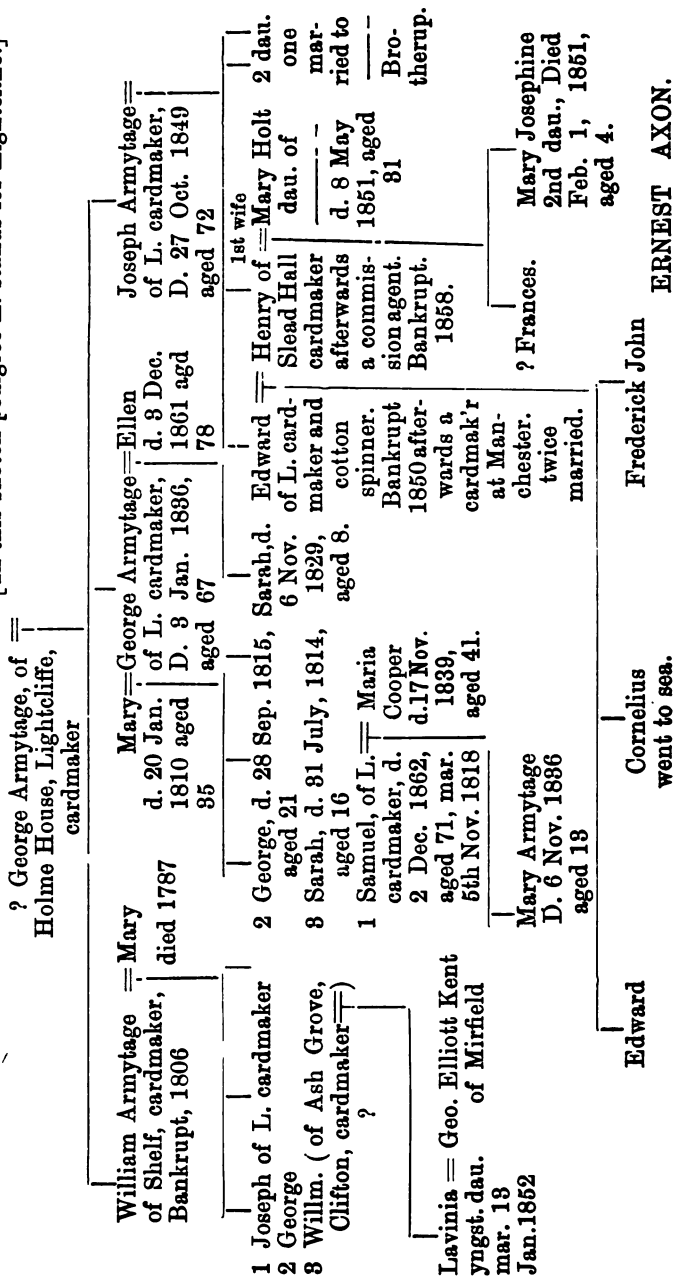 [In this pedigree L. stands for Lightcliffe.]
? George Armytage, of =
Holme House, Lightcliffe,
cardmaker
William Armytage = Mary
of Shelf, cardmaker, died 1787
Bankrupt, 1806
Mary = George Armytage = Ellen
d. 20 Jan. of L. cardmaker, d. 3 Dec.
1810 aged D. 3 Jan. 1836, 1861 agd
35 aged 67 78
Joseph Armytage =
of L. cardmaker,
D. 27 Oct. 1849
aged 72
1 Joseph of L. cardmaker
2 George
3 Willm. (of Ash Grove,
Clifton, cardmaker = )
?
2 George, d. 28 Sep. 1815,
aged 21
3 Sarah, d. 31 July, 1814,
aged 16
1 Samuel, of L. = Maria
cardmaker, d. Cooper
2 Dec. 1862, d. 17 Nov.
aged 71, mar. 1839,
5th Nov. 1818 aged 41.
Sarah, d.
6 Nov.
1829,
aged 8.
Edward =
of L. card-
maker and
cotton
spinner.
Bankrupt
1850 after-
wards a
cardmak'r
at Man-
chester.
twice
married.
1st wife
Henry of = Mary Holt
Slead Hall dau. of
cardmaker ———
afterwards d. 8 May
a commis- 1851, aged
sion agent. 31
Bankrupt.
1858.
2 dau.
one
mar-
ried to
——
Bro-
therup.
Lavinia = Geo. Elliott Kent
yngst. dau. of Mirfield
mar. 13
Jan. 1852
Mary Armytage
D. 6 Nov. 1836
aged 13
? Frances.
Mary Josephine
2nd dau., Died
Feb. 1, 1851,
aged 4.
Edward
Cornelius
went to sea.
Frederick John
ERNEST AXON.